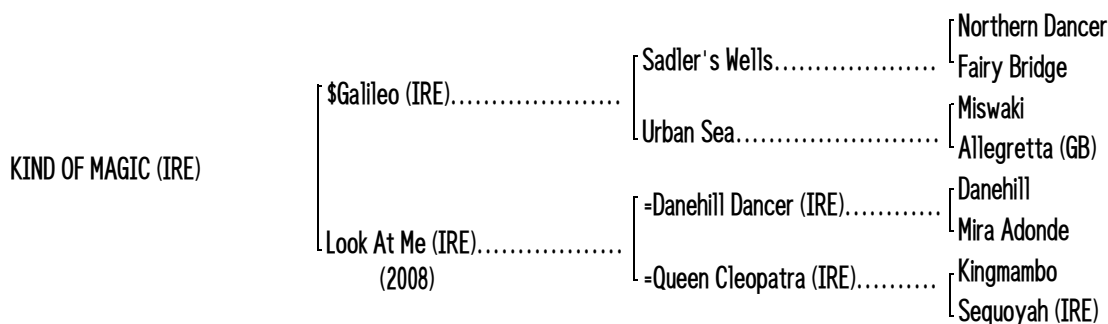 Northern Dancer
Sadler's Wells....................
Fairy Bridge
$Galileo (IRE).....................
Miswaki
Urban Sea.........................
Allegretta (GB)
KIND OF MAGIC (IRE)
Danehill
=Danehill Dancer (IRE)............
Mira Adonde
Look At Me (IRE)..................
(2008)
Kingmambo
=Queen Cleopatra (IRE)..........
Sequoyah (IRE)